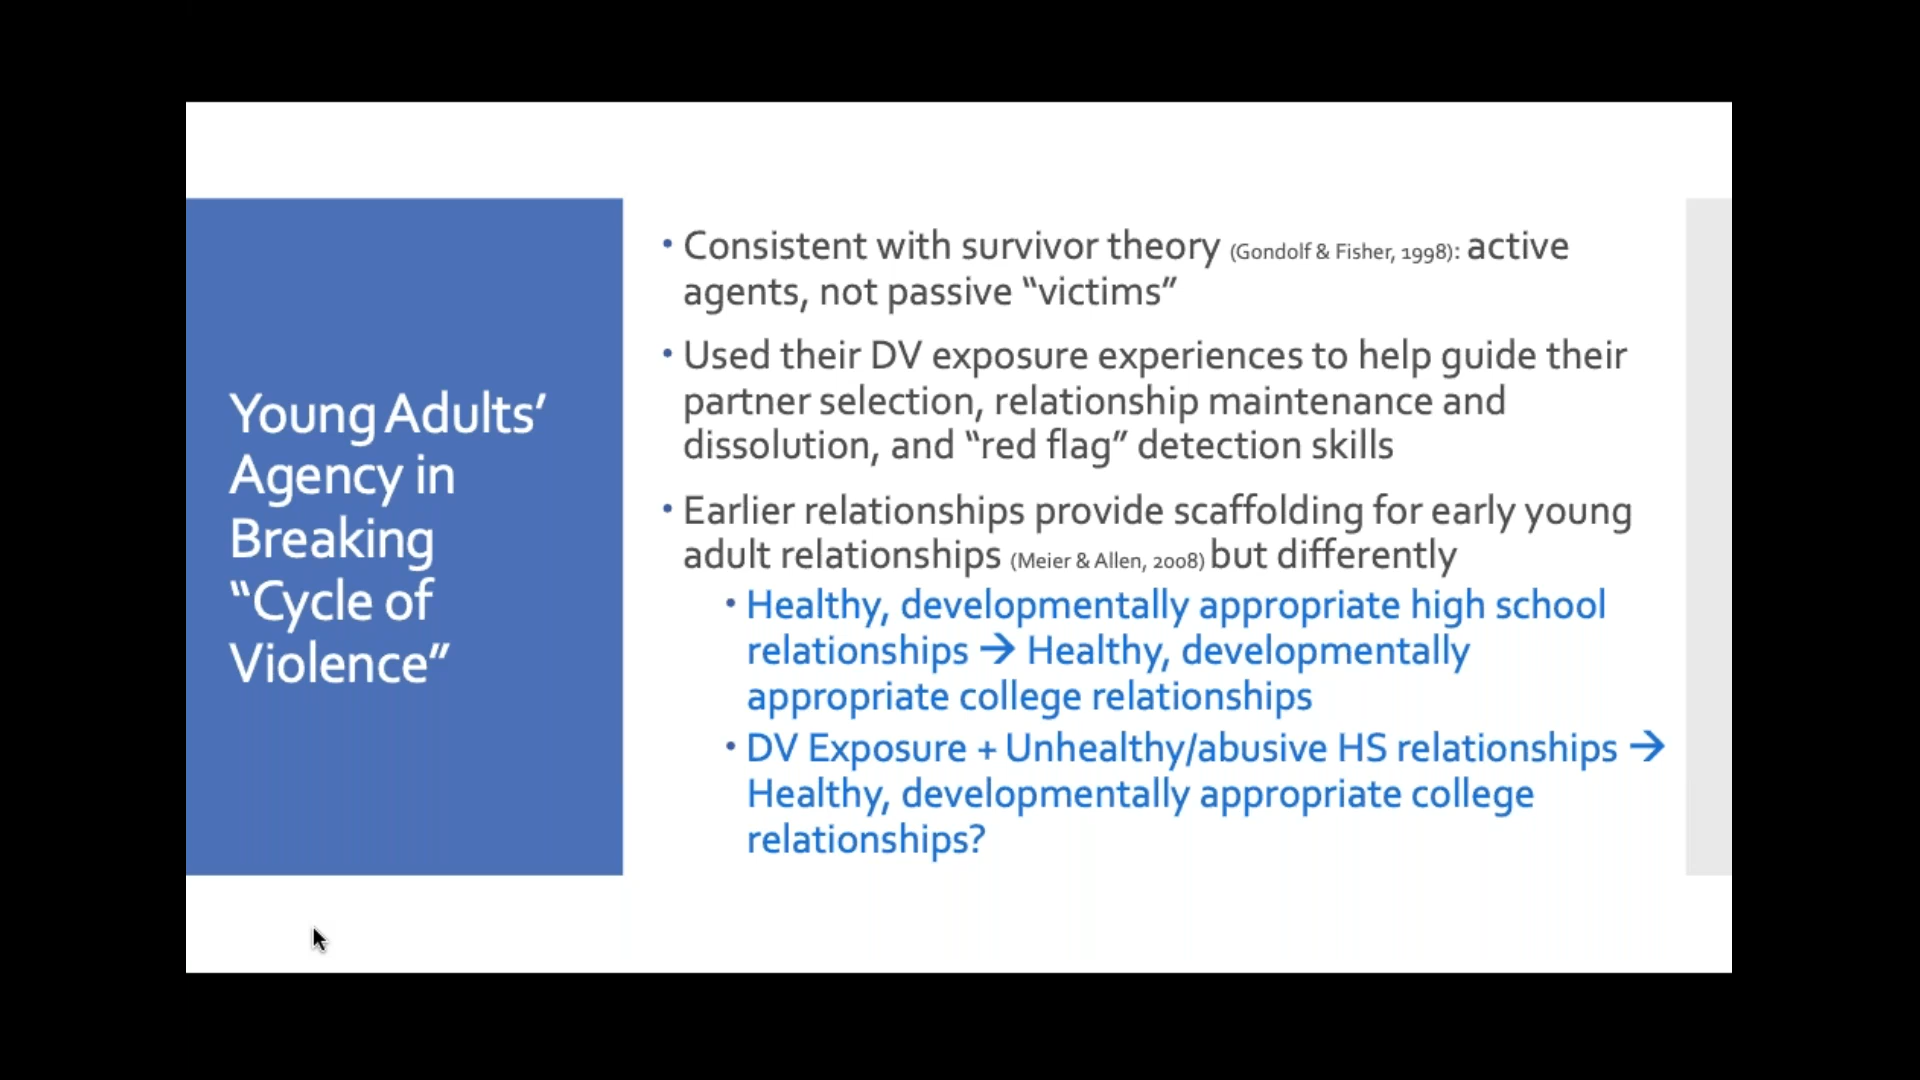 Young Adults’
Agency in
Breaking
“Cycle of
Violence”
• Consistent with survivor theory (Gondolf & Fisher, 1998): active
agents, not passive “victims”
• Used their DV exposure experiences to help guide their
partner selection, relationship maintenance and
dissolution, and “red flag” detection skills
• Earlier relationships provide scaffolding for early young
adult relationships (Meier & Allen, 2008) but differently
• Healthy, developmentally appropriate high school
relationships → Healthy, developmentally
appropriate college relationships
• DV Exposure + Unhealthy/abusive HS relationships →
Healthy, developmentally appropriate college
relationships?